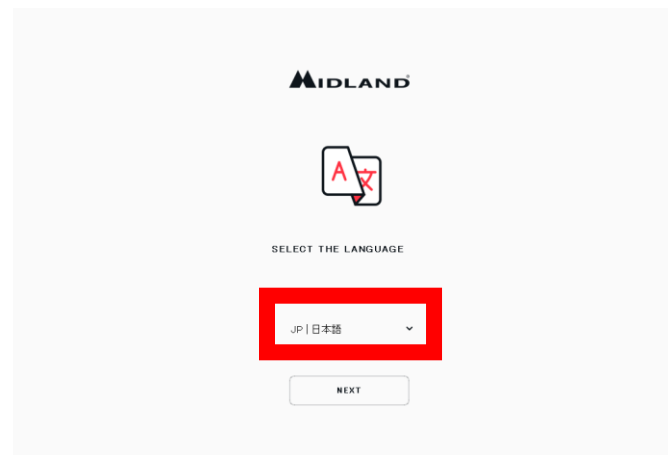 MIDLAND
A 文
SELECT THE LANGUAGE
JP | 日本語
NEXT